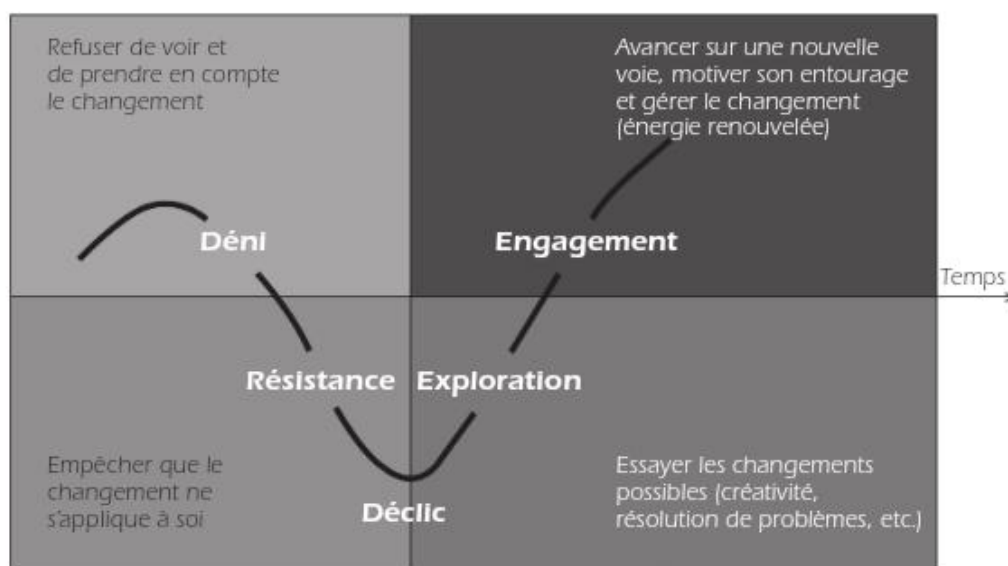 Refuser de voir et
de prendre en compte
le changement
Avancer sur une nouvelle
voie, motiver son entourage
et gérer le changement
(énergie renouvelée)
Déni
Engagement
Temps
Résistance
Exploration
Empêcher que le
changement ne
s'applique à soi
Déclic
Essayer les changements
possibles (créativité,
résolution de problèmes, etc.)